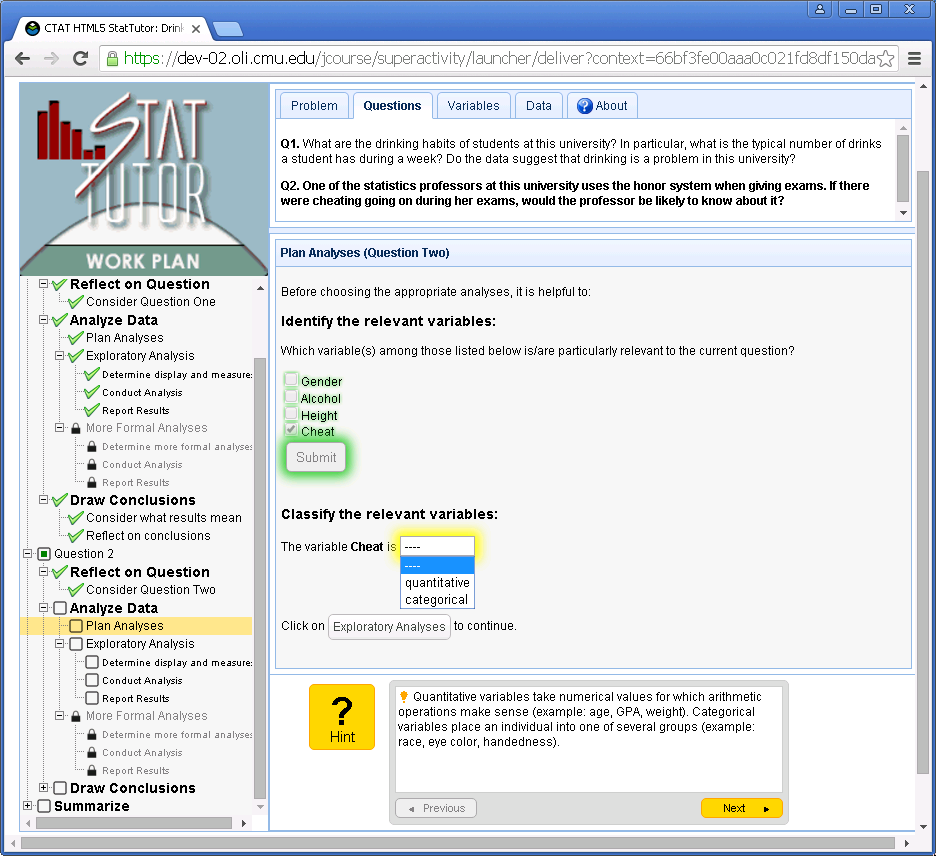 CTAT HTML5 StatTutor: Drink
https://dev-02.oli.cmu.edu/jcourse/superactivity/launcher/deliver?context=66bf3fe00aaa0c021fd8df150da
STAT
TUTOR
WORK PLAN
Reflect on Question
Consider Question One
Analyze Data
Plan Analyses
Exploratory Analysis
Determine display and measure
Conduct Analysis
Report Results
More Formal Analyses
Determine more formal analyses
Conduct Analysis
Report Results
Draw Conclusions
Consider what results mean
Reflect on conclusions
Question 2
Reflect on Question
Consider Question Two
Analyze Data
Plan Analyses
Exploratory Analysis
Determine display and measure
Conduct Analysis
Report Results
More Formal Analyses
Determine more formal analyses
Conduct Analysis
Report Results
Draw Conclusions
Summarize
Problem Questions Variables Data ? About
Q1. What are the drinking habits of students at this university? In particular, what is the typical number of drinks
a student has during a week? Do the data suggest that drinking is a problem in this university?
Q2. One of the statistics professors at this university uses the honor system when giving exams. If there
were cheating going on during her exams, would the professor be likely to know about it?
Plan Analyses (Question Two)
Before choosing the appropriate analyses, it is helpful to:
Identify the relevant variables:
Which variable(s) among those listed below is/are particularly relevant to the current question?
Gender
Alcohol
Height
Cheat
Submit
Classify the relevant variables:
The variable Cheat is ----
----
quantitative
categorical
Click on Exploratory Analyses to continue.
?
Hint
Quantitative variables take numerical values for which arithmetic
operations make sense (example: age, GPA, weight). Categorical
variables place an individual into one of several groups (example:
race, eye color, handedness).
Previous Next